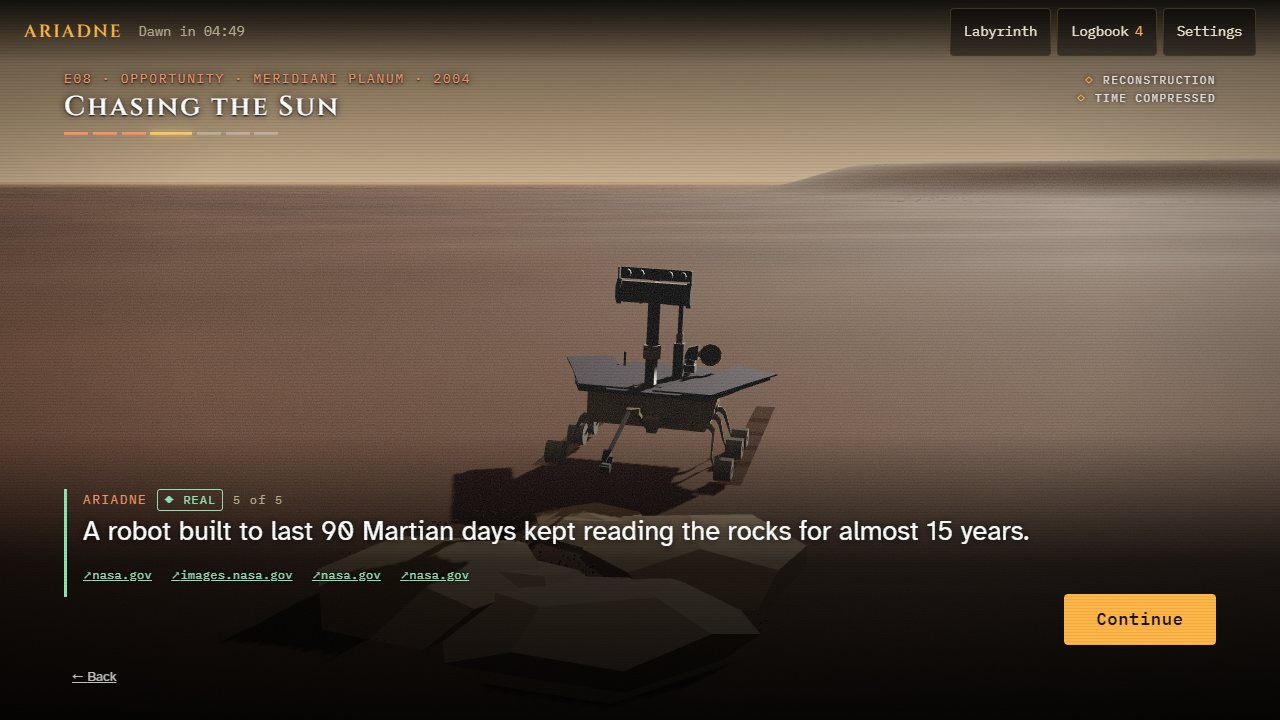 ARIADNE Dawn in 04:49 Labyrinth Logbook 4 Settings
E08 · OPPORTUNITY · MERIDIANI PLANUM · 2004
Chasing the Sun
◇ RECONSTRUCTION
◇ TIME COMPRESSED
ARIADNE ◆ REAL 5 of 5
A robot built to last 90 Martian days kept reading the rocks for almost 15 years.
↗nasa.gov ↗images.nasa.gov ↗nasa.gov ↗nasa.gov
Continue
← Back